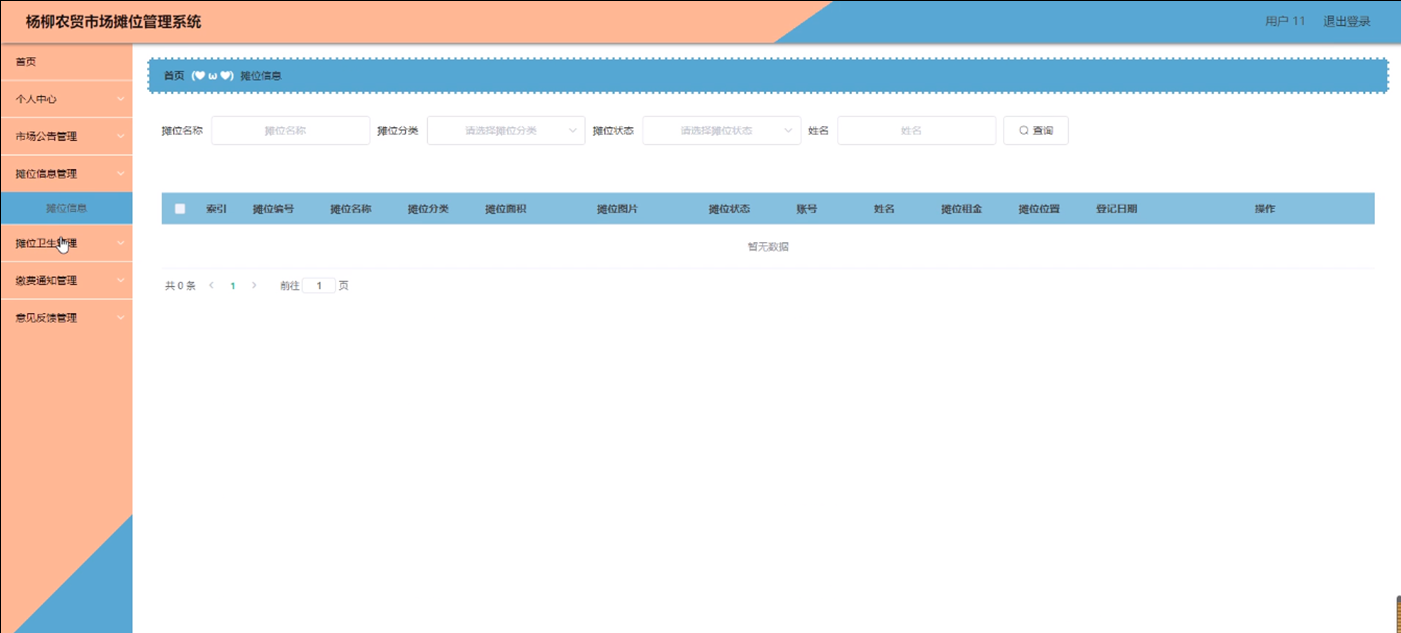 杨柳农贸市场摊位管理系统
用户 11 退出登录
首页
个人中心
市场公告管理
摊位信息管理
摊位信息
摊位卫生管理
缴费通知管理
意见反馈管理
首页 (♥ω♥) 摊位信息
摊位名称 摊位名称 摊位分类 请选择摊位分类 摊位状态 请选择摊位状态 姓名 姓名 查询
索引 摊位编号 摊位名称 摊位分类 摊位面积 摊位图片 摊位状态 账号 姓名 摊位租金 摊位位置 登记日期 操作
暂无数据
共 0 条 1 前往 1 页